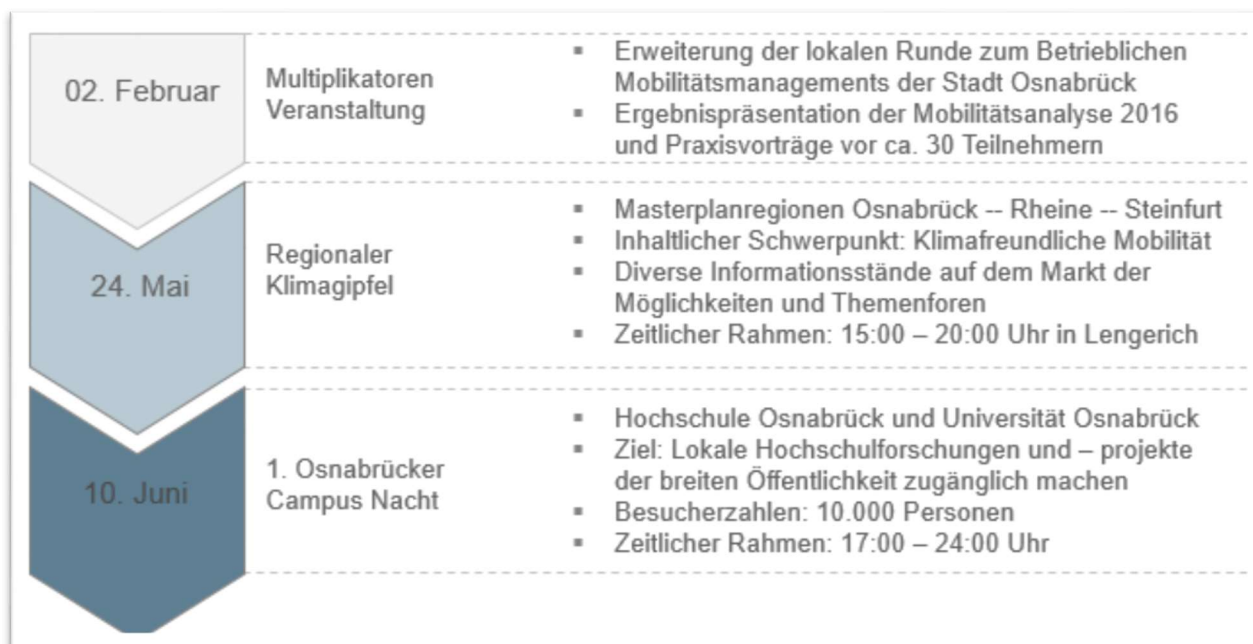 02. Februar
Multiplikatoren
Veranstaltung
▪ Erweiterung der lokalen Runde zum Betrieblichen
Mobilitätsmanagements der Stadt Osnabrück
▪ Ergebnispräsentation der Mobilitätsanalyse 2016
und Praxisvorträge vor ca. 30 Teilnehmern
24. Mai
Regionaler
Klimagipfel
▪ Masterplanregionen Osnabrück -- Rheine -- Steinfurt
▪ Inhaltlicher Schwerpunkt: Klimafreundliche Mobilität
▪ Diverse Informationsstände auf dem Markt der
Möglichkeiten und Themenforen
▪ Zeitlicher Rahmen: 15:00 – 20:00 Uhr in Lengerich
10. Juni
1. Osnabrücker
Campus Nacht
▪ Hochschule Osnabrück und Universität Osnabrück
▪ Ziel: Lokale Hochschulforschungen und – projekte
der breiten Öffentlichkeit zugänglich machen
▪ Besucherzahlen: 10.000 Personen
▪ Zeitlicher Rahmen: 17:00 – 24:00 Uhr